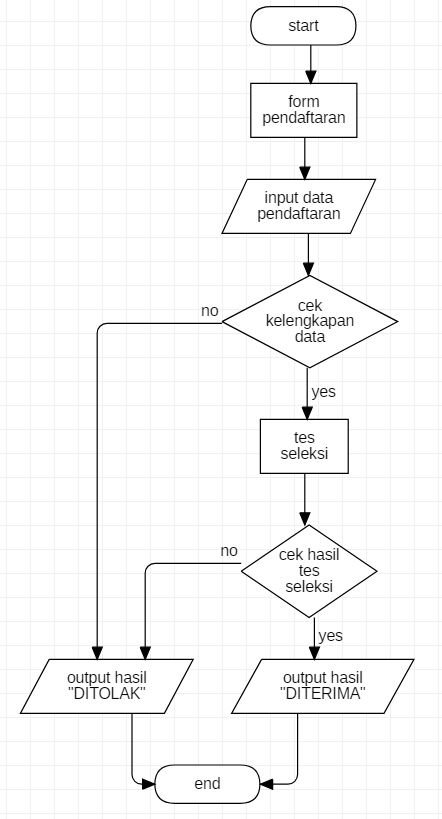 start
form
pendaftaran
input data
pendaftaran
cek
kelengkapan
data
no
yes
tes
seleksi
cek hasil
tes
seleksi
no
yes
output hasil
"DITOLAK"
output hasil
"DITERIMA"
end